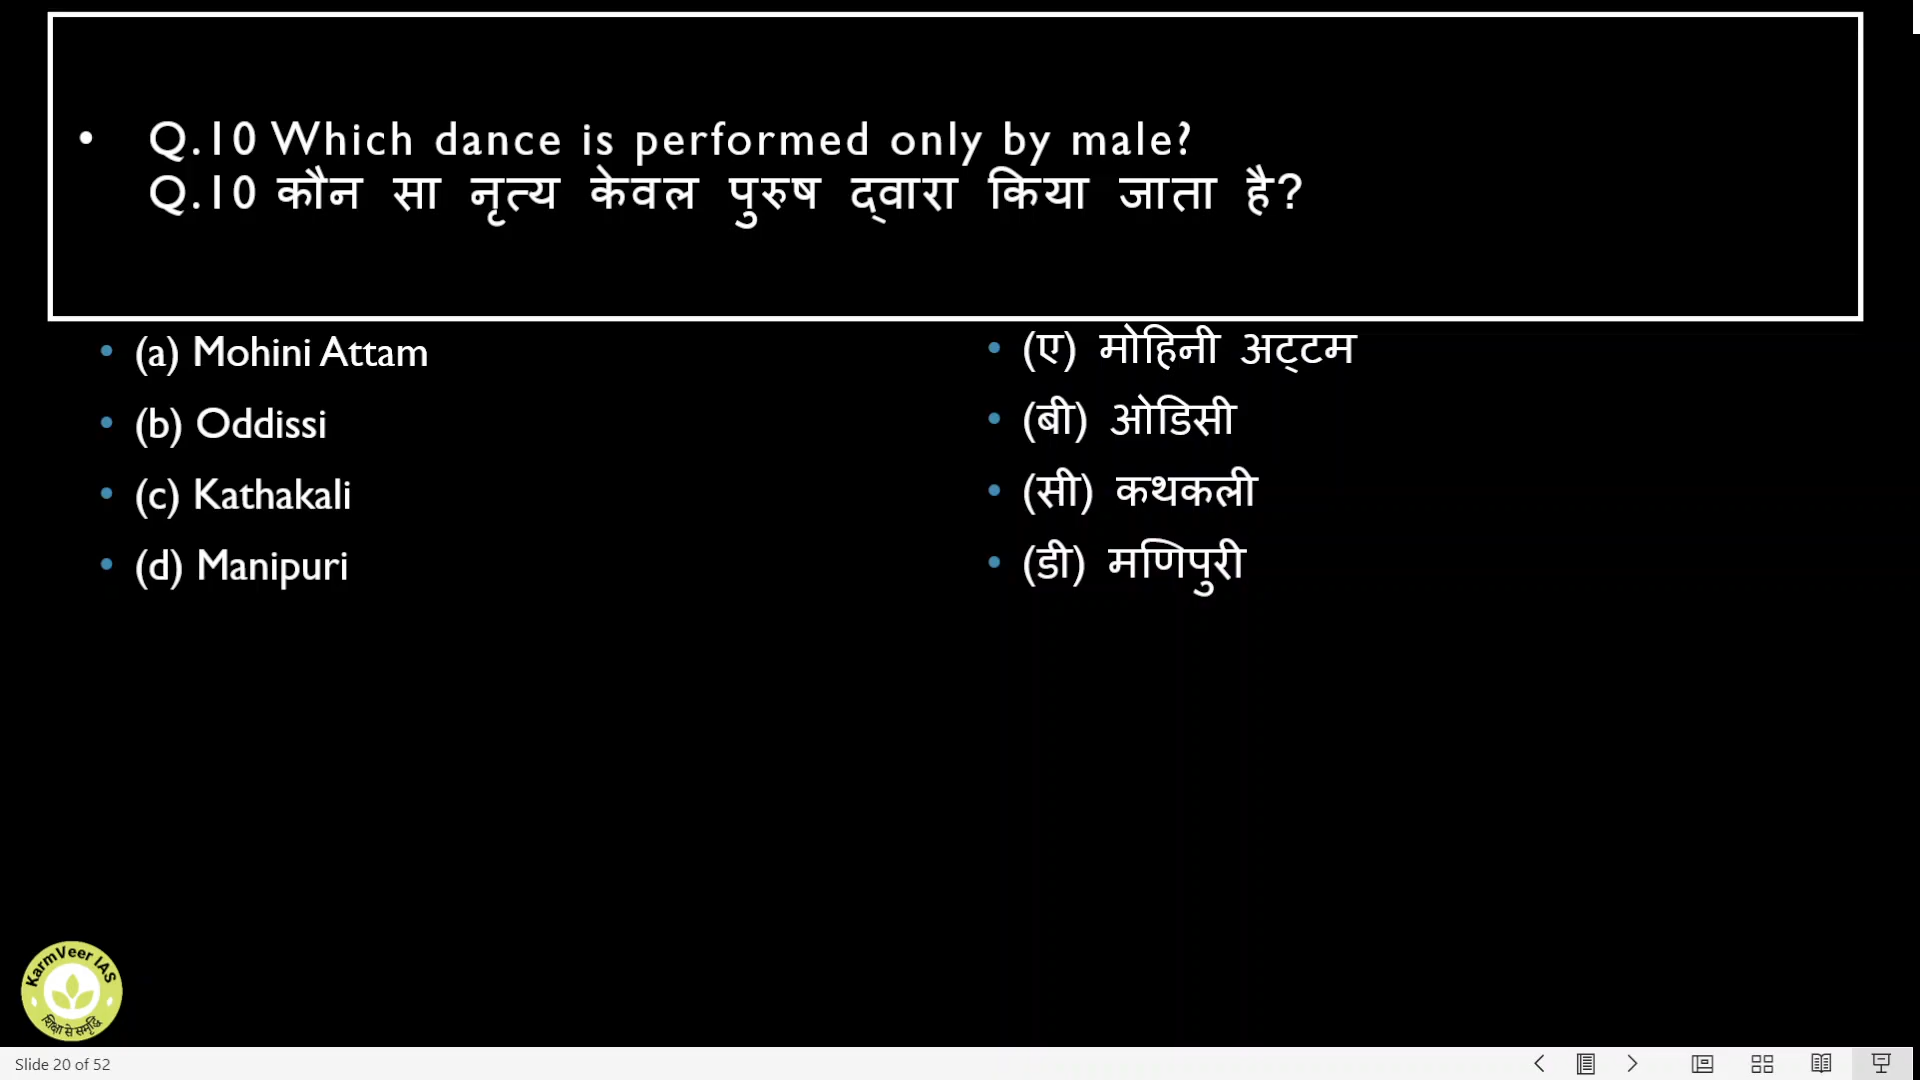 • Q.10 Which dance is performed only by male?
Q.10 कौन सा नृत्य केवल पुरुष द्वारा किया जाता है?
• (a) Mohini Attam
• (b) Oddissi
• (c) Kathakali
• (d) Manipuri
• (ए) मोहिनी अट्टम
• (बी) ओडिसी
• (सी) कथकली
• (डी) मणिपुरी
KarmVeer IAS
शिक्षा से समृद्धि
Slide 20 of 52